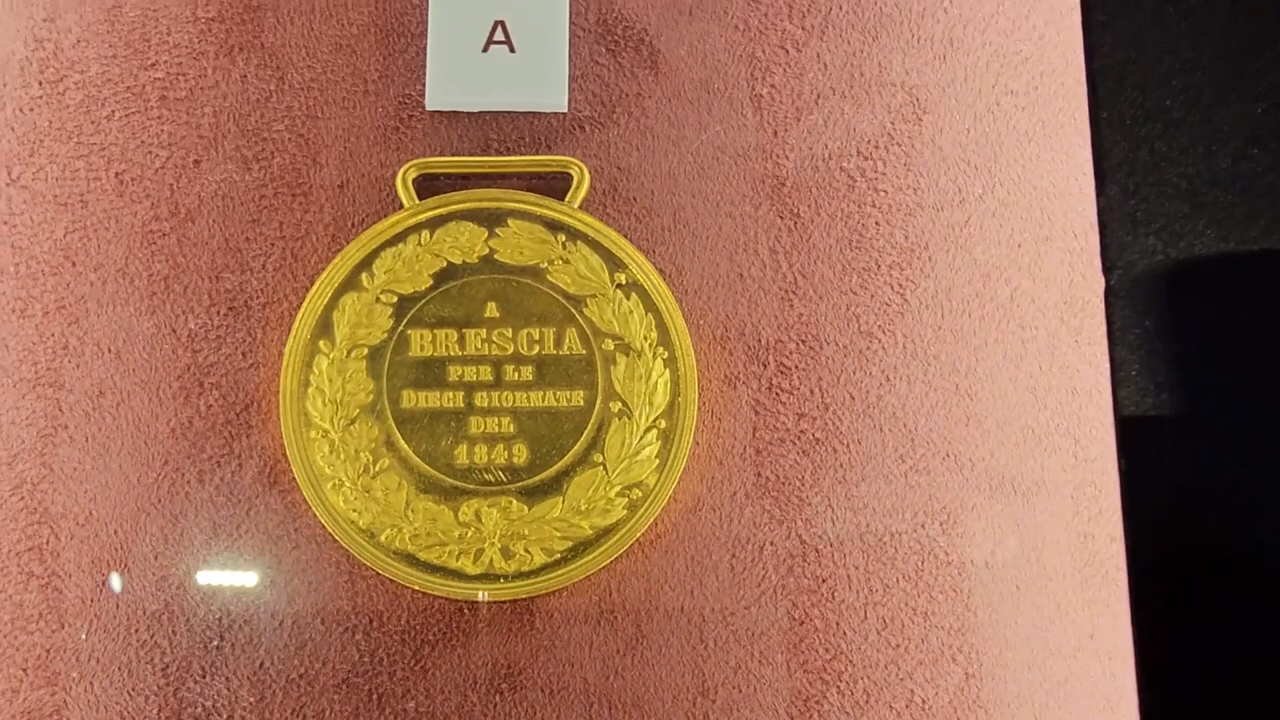 A
A
BRESCIA
PER LE
DIECI GIORNATE
DEL
1849